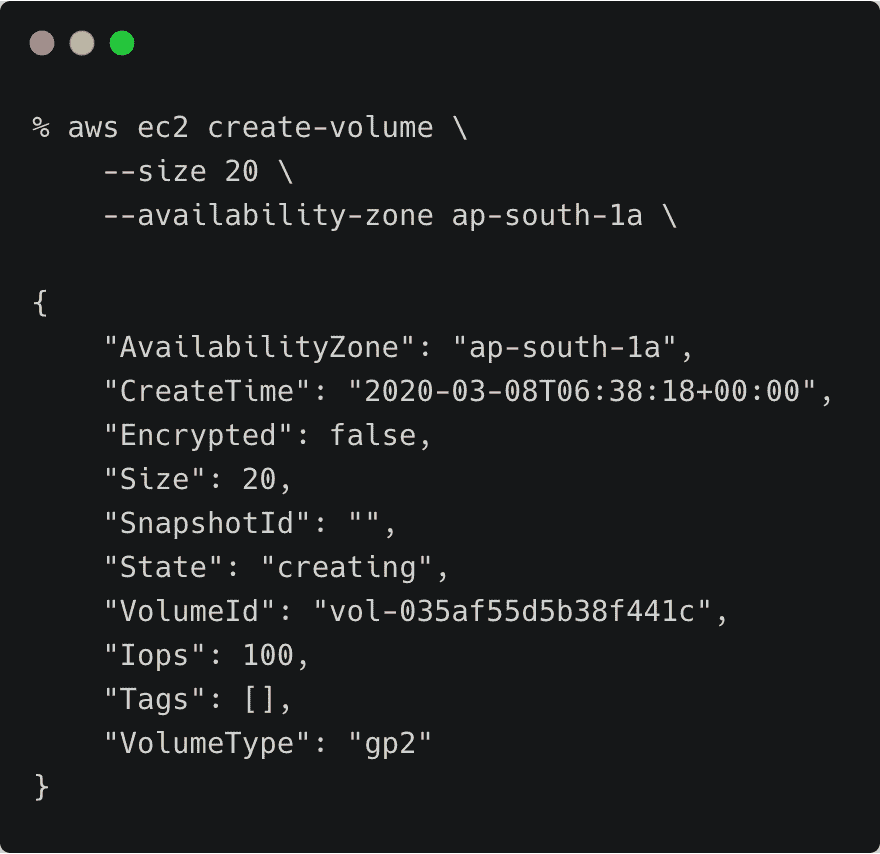 % aws ec2 create-volume \
    --size 20 \
    --availability-zone ap-south-1a \

{
    "AvailabilityZone": "ap-south-1a",
    "CreateTime": "2020-03-08T06:38:18+00:00",
    "Encrypted": false,
    "Size": 20,
    "SnapshotId": "",
    "State": "creating",
    "VolumeId": "vol-035af55d5b38f441c",
    "Iops": 100,
    "Tags": [],
    "VolumeType": "gp2"
}